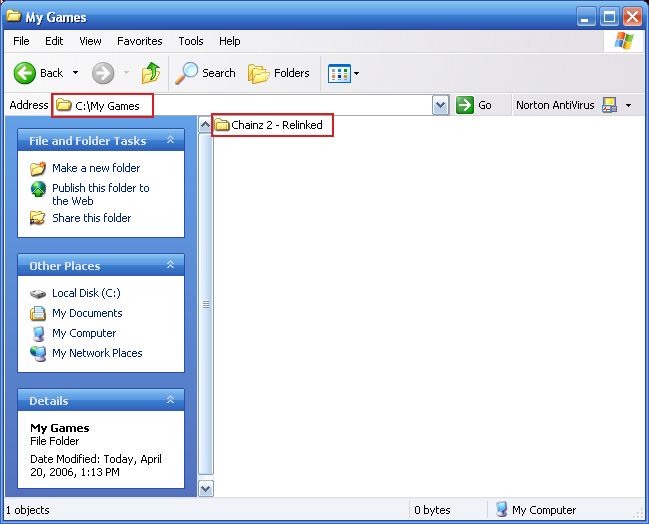 My Games
File Edit View Favorites Tools Help
Back Search Folders
Address C:\My Games Go Norton AntiVirus
File and Folder Tasks
Make a new folder
Publish this folder to
the Web
Share this folder
Other Places
Local Disk (C:)
My Documents
My Computer
My Network Places
Details
My Games
File Folder
Date Modified: Today, April
20, 2006, 1:13 PM
Chainz 2 - Relinked
1 objects 0 bytes My Computer